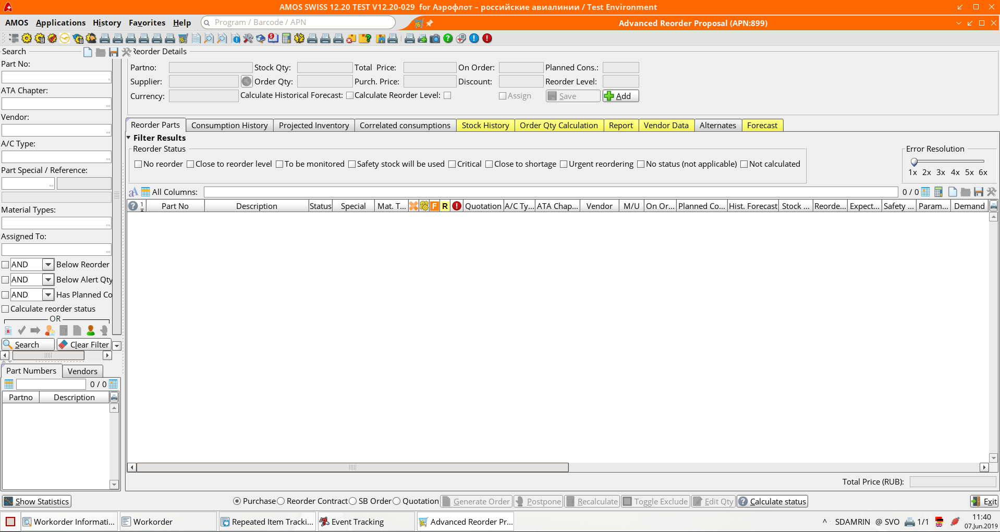 AMOS SWISS 12.20 TEST V12.20-029 for Аэрофлот – российские авиалинии / Test Environment
AMOS Applications History Favorites Help Program / Barcode / APN
Advanced Reorder Proposal (APN:899)
Search
Part No:
ATA Chapter:
Vendor:
A/C Type:
Part Special / Reference:
Material Types:
Assigned To:
AND Below Reorder
AND Below Alert Qty
AND Has Planned Co
Calculate reorder status
OR
Search Clear Filter
Part Numbers Vendors
0 / 0
Partno Description
Reorder Details
Partno: Stock Qty: Total Price: On Order: Planned Cons.:
Supplier: Order Qty: Purch. Price: Discount: Reorder Level:
Currency: Calculate Historical Forecast: Calculate Reorder Level: Assign Save Add
Reorder Parts Consumption History Projected Inventory Correlated consumptions Stock History Order Qty Calculation Report Vendor Data Alternates Forecast
Filter Results
Reorder Status
No reorder Close to reorder level To be monitored Safety stock will be used Critical Close to shortage Urgent reordering No status (not applicable) Not calculated
Error Resolution
1x 2x 3x 4x 5x 6x
All Columns: 0 / 0
1 Part No Description Status Special Mat. T... F R Quotation A/C Ty... ATA Chap... Vendor M/U On Or... Planned Co... Hist. Forecast Stock ... Reorde... Expect... Safety ... Param... Demand
Total Price (RUB):
Show Statistics Purchase Reorder Contract SB Order Quotation Generate Order Postpone Recalculate Toggle Exclude Edit Qty Calculate status Exit
Workorder Informati... Workorder Repeated Item Tracki... Event Tracking Advanced Reorder Pr... ^ SDAMRIN @ SVO 1/1
11:40
07.Jun.2019